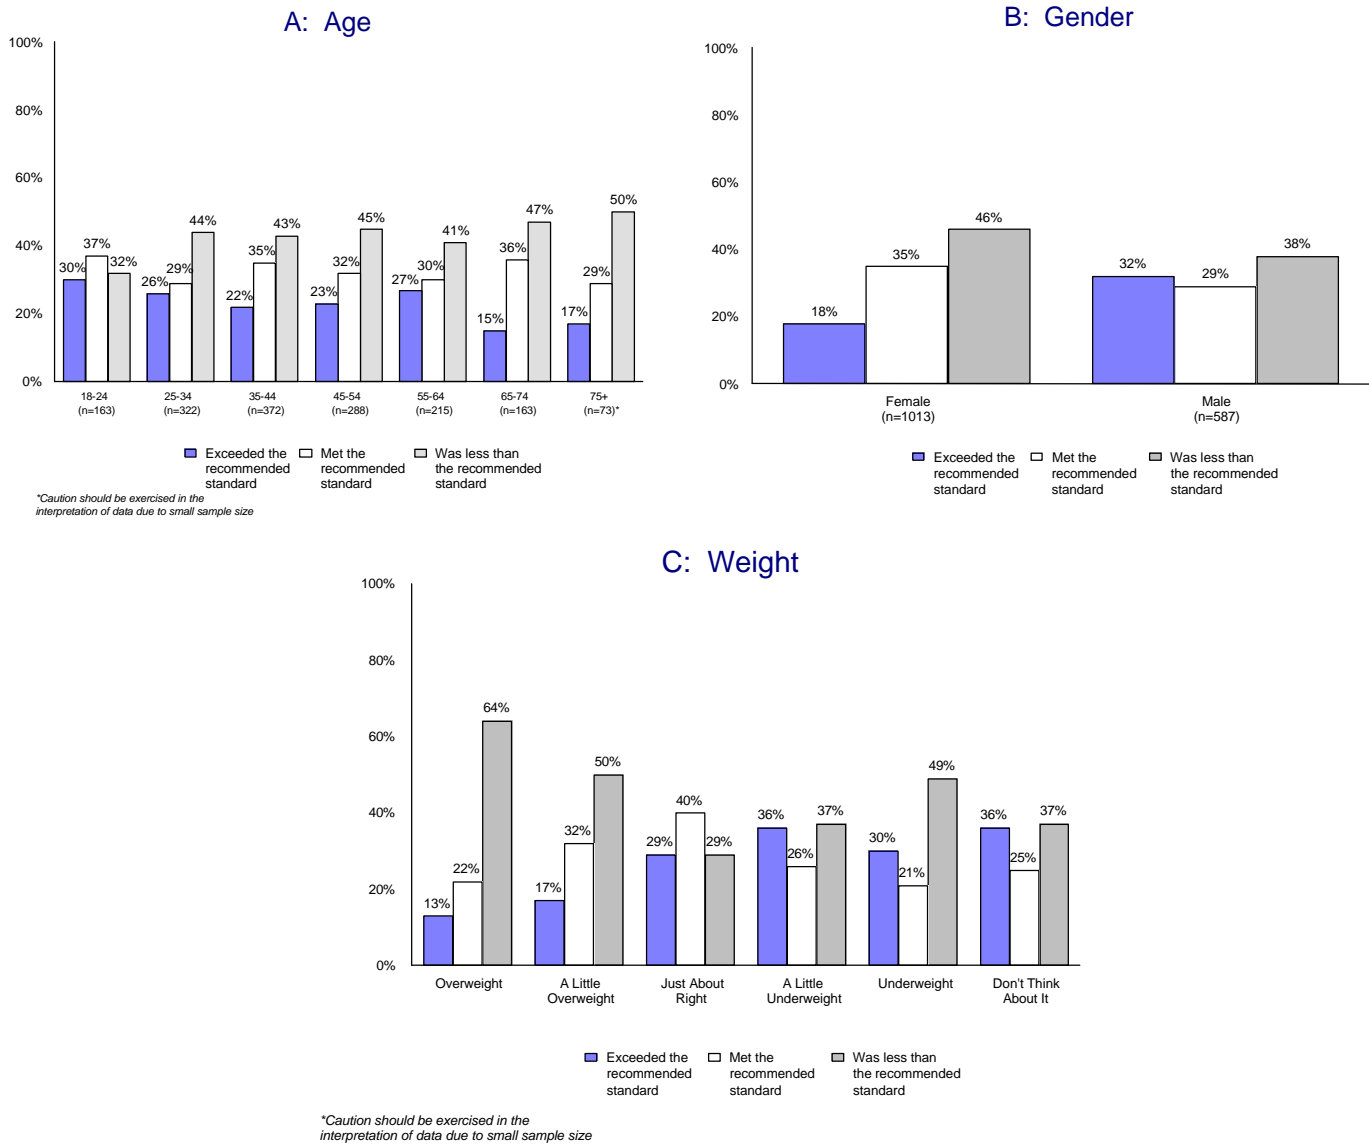 A: Age
100%
80%
60%
40%
20%
0%
30%
37%
32%
26%
29%
44%
22%
35%
43%
23%
32%
45%
27%
30%
41%
15%
36%
47%
17%
29%
50%
18-24
(n=163)
25-34
(n=322)
35-44
(n=372)
45-54
(n=288)
55-64
(n=215)
65-74
(n=163)
75+
(n=73)*
Exceeded the
recommended
standard
Met the
recommended
standard
Was less than
the recommended
standard
*Caution should be exercised in the
interpretation of data due to small sample size
B: Gender
100%
80%
60%
40%
20%
0%
18%
35%
46%
32%
29%
38%
Female
(n=1013)
Male
(n=587)
Exceeded the
recommended
standard
Met the
recommended
standard
Was less than
the recommended
standard
C: Weight
100%
80%
60%
40%
20%
0%
13%
22%
64%
17%
32%
50%
29%
40%
29%
36%
26%
37%
30%
21%
49%
36%
25%
37%
Overweight
A Little
Overweight
Just About
Right
A Little
Underweight
Underweight
Don't Think
About It
Exceeded the
recommended
standard
Met the
recommended
standard
Was less than
the recommended
standard
*Caution should be exercised in the
interpretation of data due to small sample size